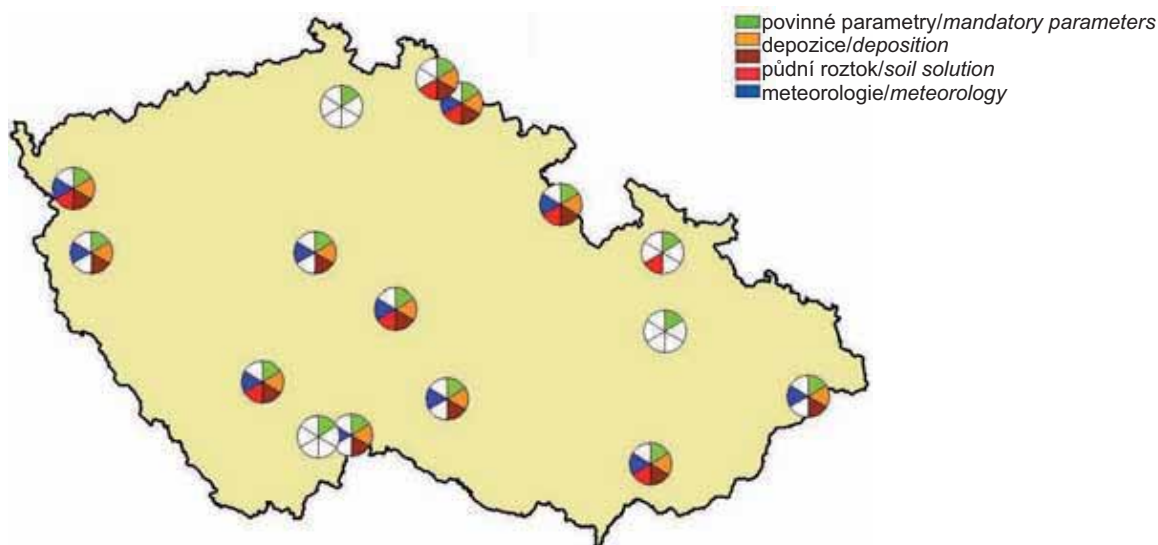 povinné parametry/mandatory parameters
depozice/deposition
půdní roztok/soil solution
meteorologie/meteorology